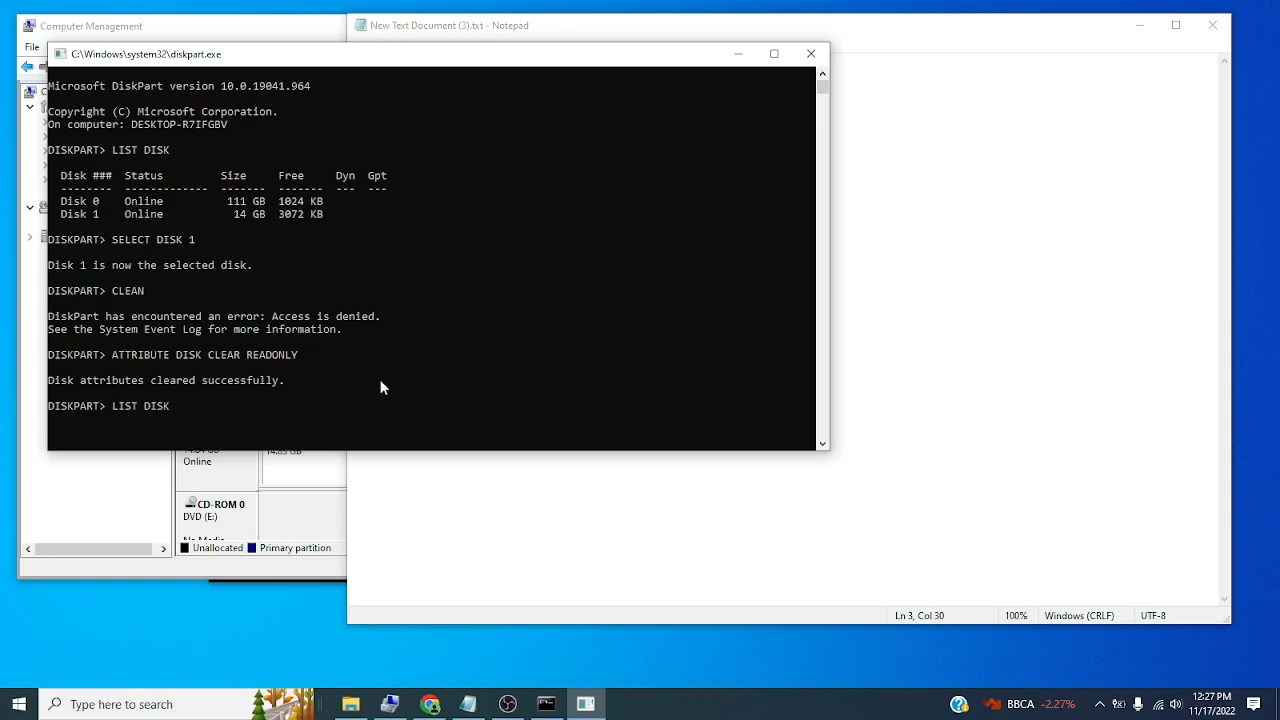 Computer Management
New Text Document (3).txt - Notepad
File
C:\Windows\system32\diskpart.exe
Microsoft DiskPart version 10.0.19041.964
Copyright (C) Microsoft Corporation.
On computer: DESKTOP-R7IFGBV
DISKPART> LIST DISK
Disk ### Status Size Free Dyn Gpt
-------- ------------- ------- ------- --- ---
Disk 0 Online 111 GB 1024 KB
Disk 1 Online 14 GB 3072 KB
DISKPART> SELECT DISK 1
Disk 1 is now the selected disk.
DISKPART> CLEAN
DiskPart has encountered an error: Access is denied.
See the System Event Log for more information.
DISKPART> ATTRIBUTE DISK CLEAR READONLY
Disk attributes cleared successfully.
DISKPART> LIST DISK
Online
CD-ROM 0
DVD (E:)
Unallocated Primary partition
Ln 3, Col 30 100% Windows (CRLF) UTF-8
Type here to search
BBCA -2,27%
12:27 PM
11/17/2022